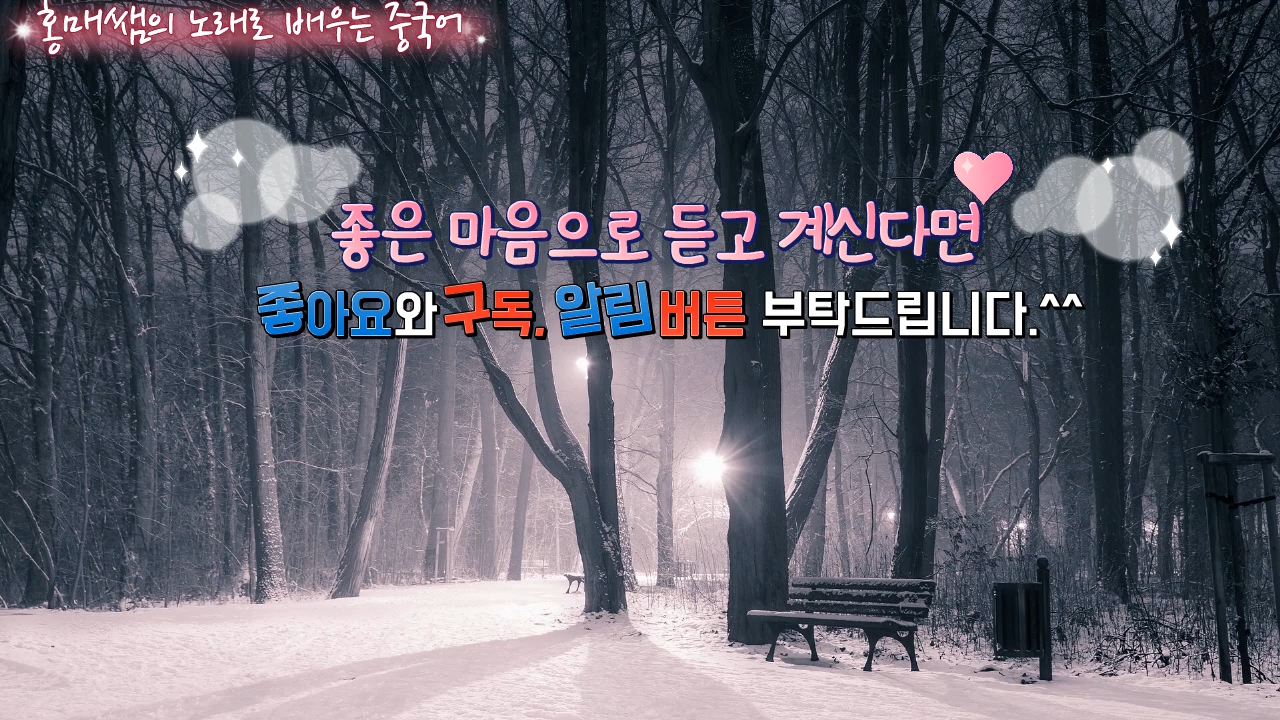 홍매쌤의 노래로 배우는 중국어
좋은 마음으로 듣고 계신다면
좋아요와 구독. 알림 버튼 부탁드립니다.^^